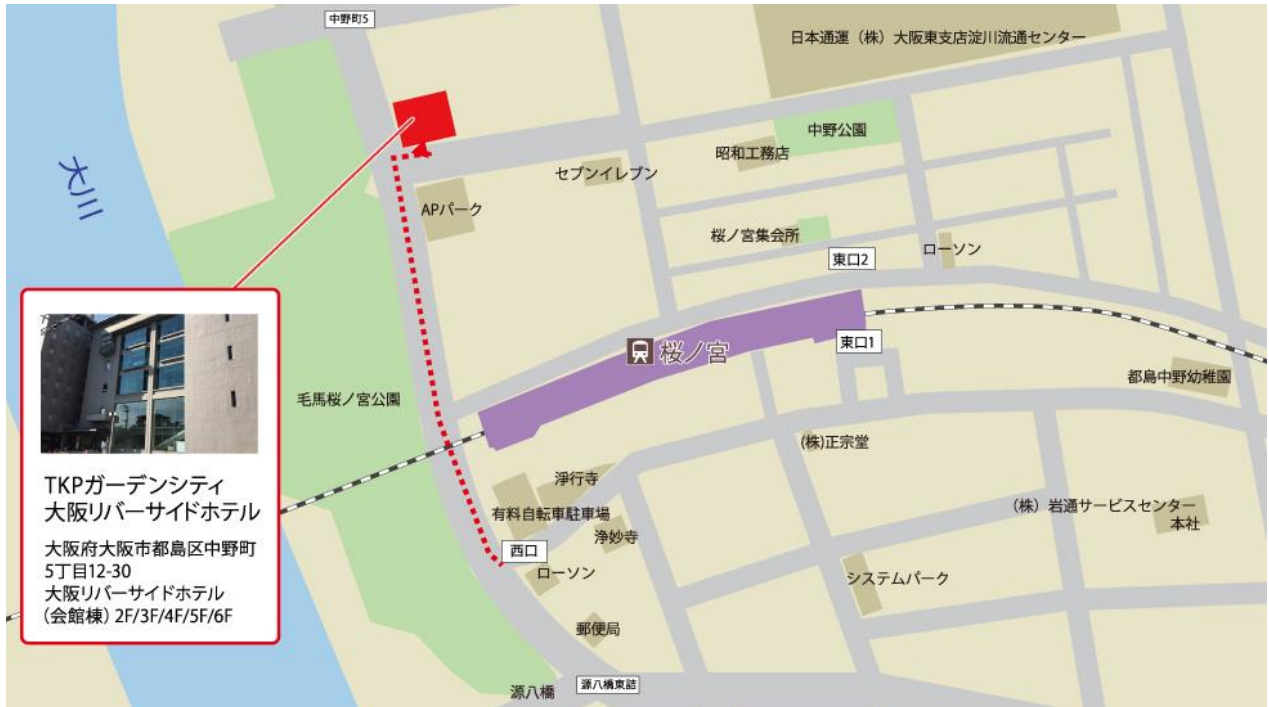 中野町5
日本通運（株）大阪東支店淀川流通センター
中野公園
昭和工務店
セブンイレブン
大川
APパーク
桜ノ宮集会所
ローソン
東口2
桜ノ宮
東口1
都島中野幼稚園
毛馬桜ノ宮公園
(株)正宗堂
淨行寺
有料自転車駐車場
浄妙寺
（株）岩通サービスセンター
本社
西口
ローソン
システムパーク
郵便局
源八橋
源八橋東詰
TKPガーデンシティ
大阪リバーサイドホテル
大阪府大阪市都島区中野町
5丁目12-30
大阪リバーサイドホテル
(会館棟) 2F/3F/4F/5F/6F